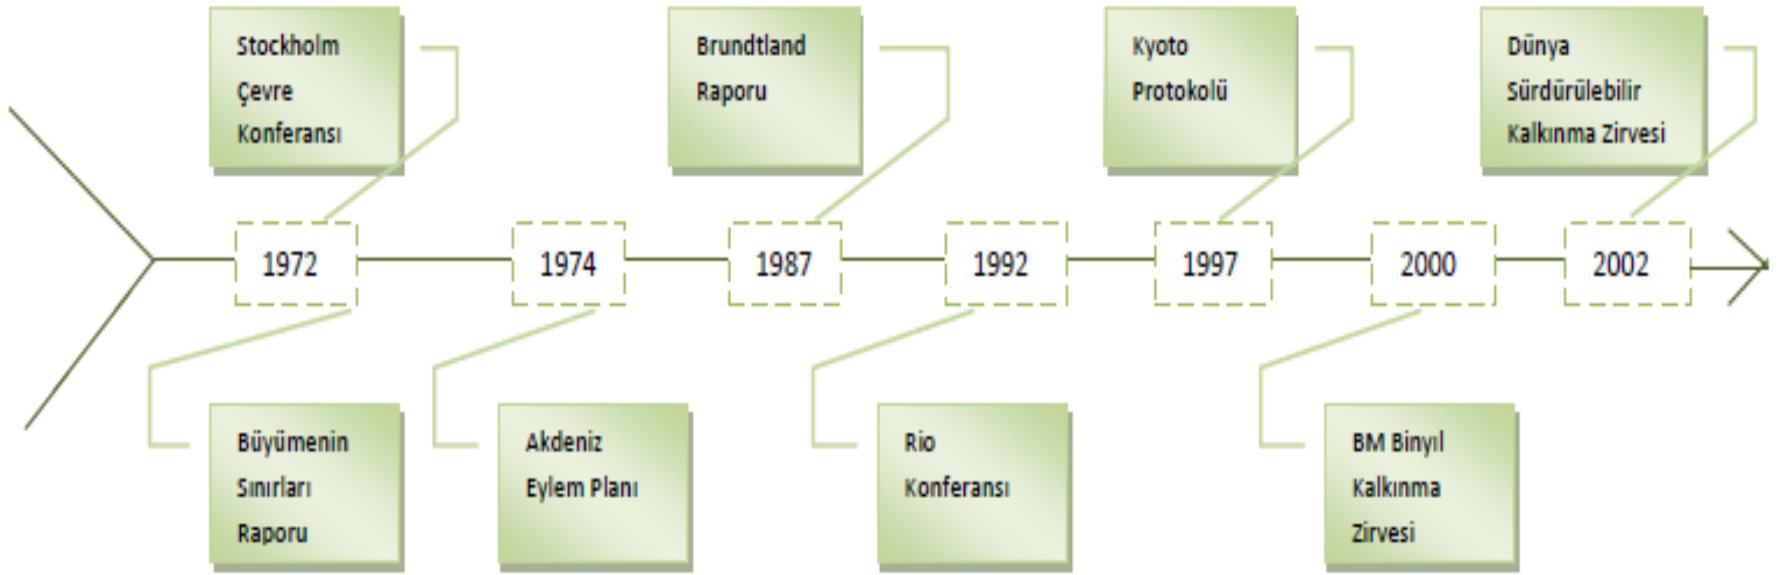 Stockholm
Çevre
Konferansı
Brundtland
Raporu
Kyoto
Protokolü
Dünya
Sürdürülebilir
Kalkınma Zirvesi
1972
1974
1987
1992
1997
2000
2002
Büyümenin
Sınırları
Raporu
Akdeniz
Eylem Planı
Rio
Konferansı
BM Binyıl
Kalkınma
Zirvesi